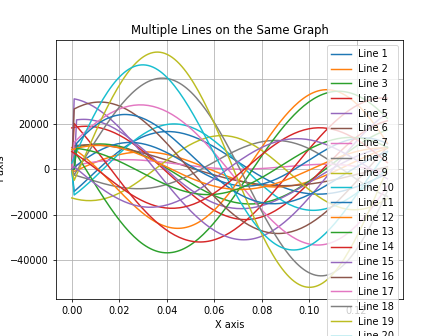 Multiple Lines on the Same Graph
40000
20000
0
−20000
−40000
0.00 0.02 0.04 0.06 0.08 0.10
X axis
Line 1
Line 2
Line 3
Line 4
Line 5
Line 6
Line 7
Line 8
Line 9
Line 10
Line 11
Line 12
Line 13
Line 14
Line 15
Line 16
Line 17
Line 18
Line 19
Line 20